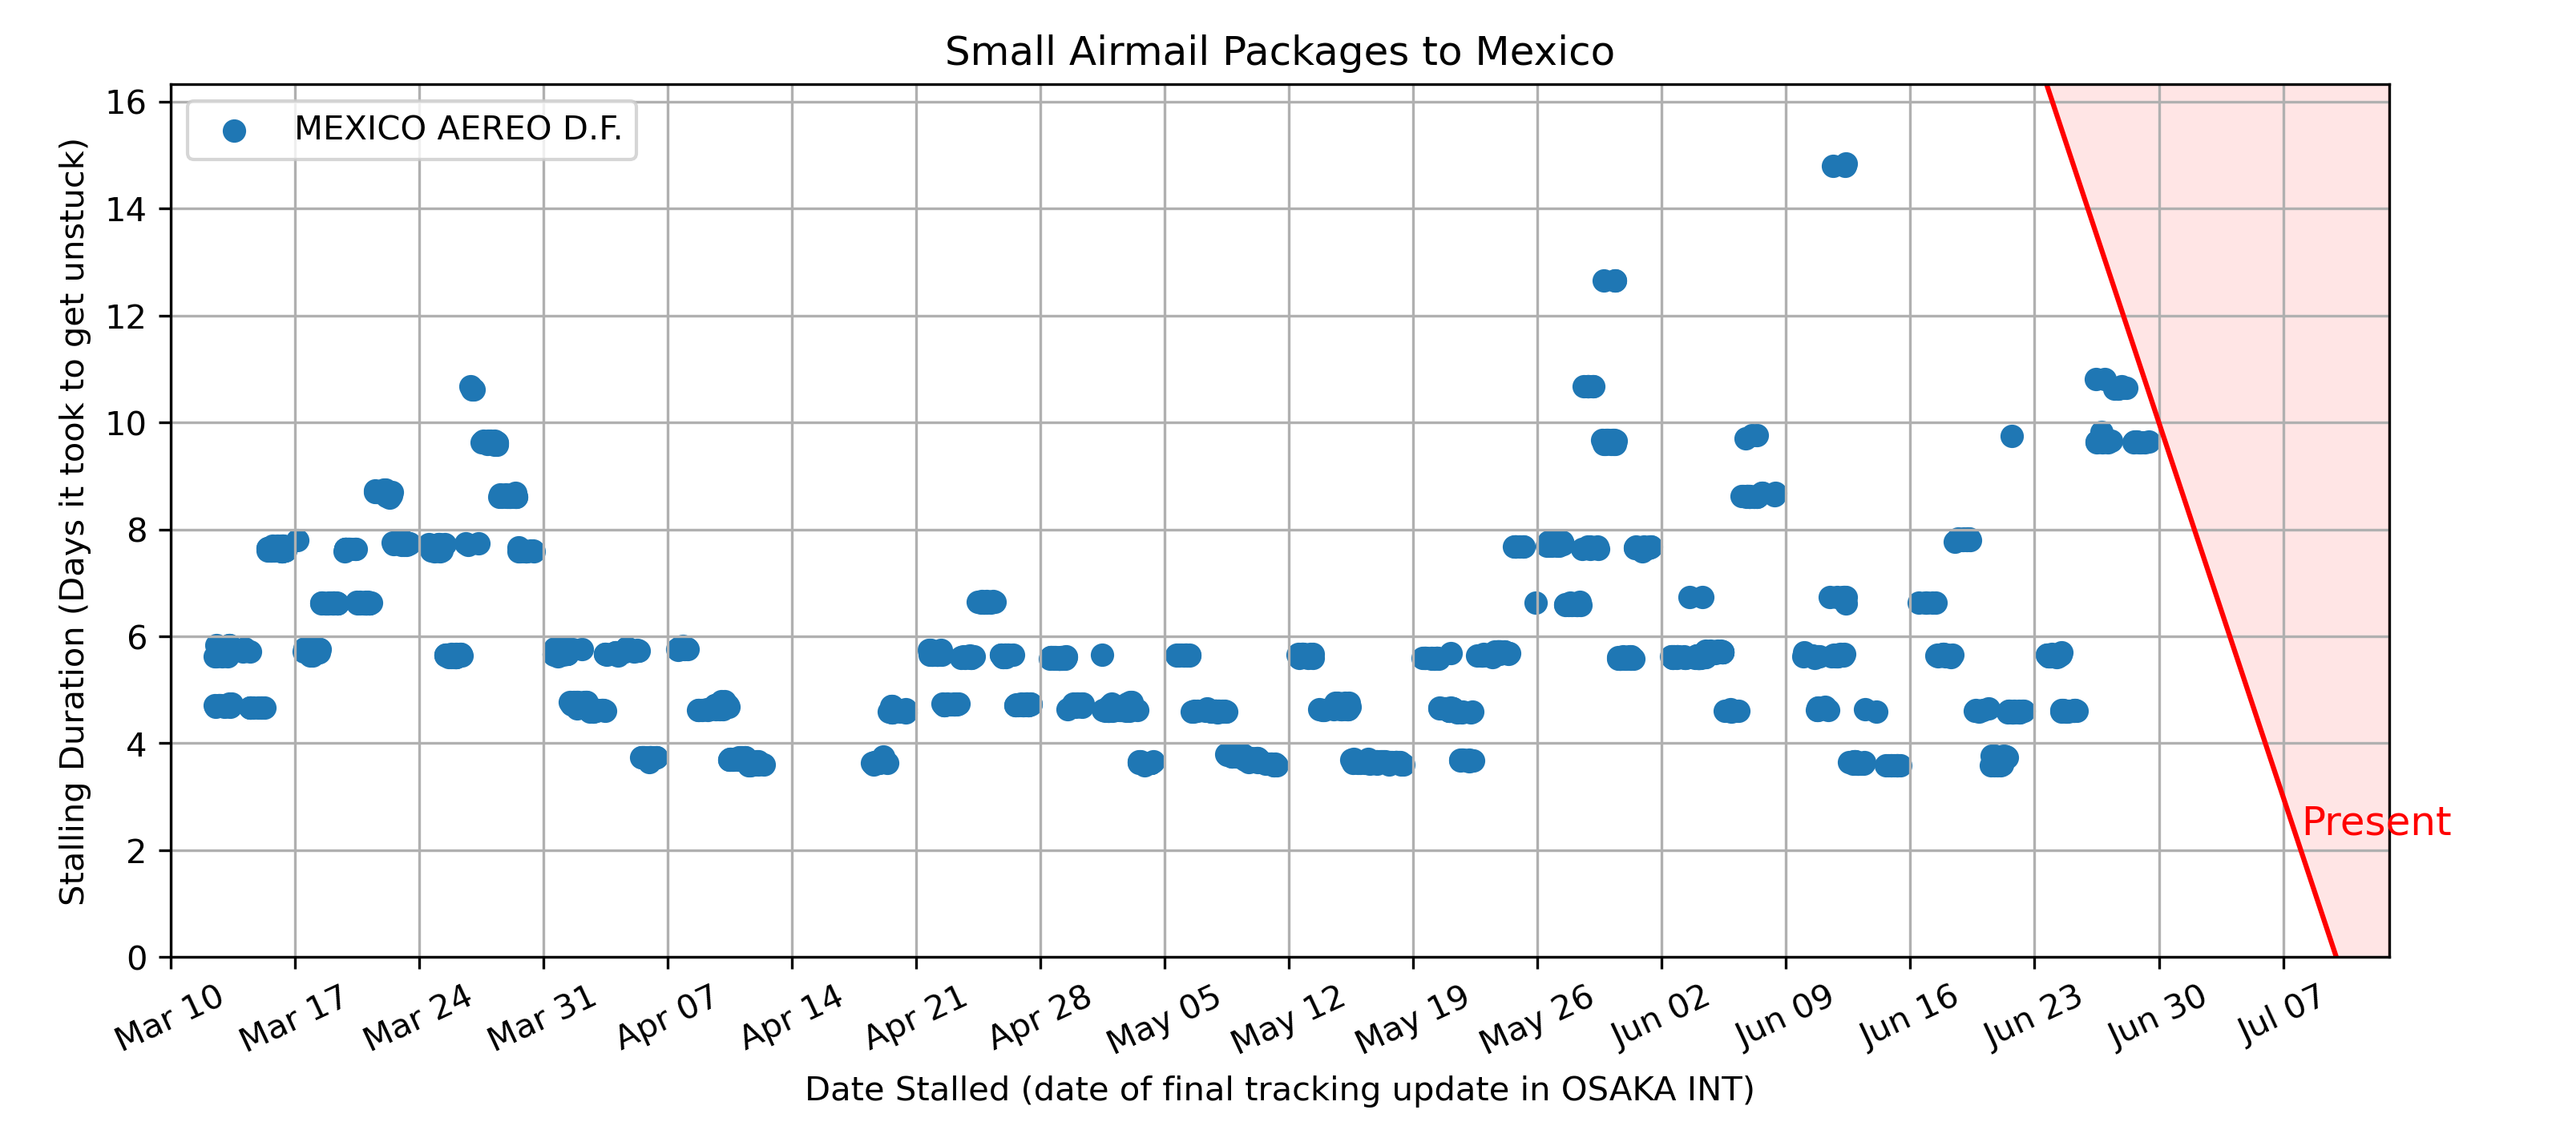 Small Airmail Packages to Mexico
MEXICO AEREO D.F.
Stalling Duration (Days it took to get unstuck)
16
14
12
10
8
6
4
2
0
Present
Mar 10
Mar 17
Mar 24
Mar 31
Apr 07
Apr 14
Apr 21
Apr 28
May 05
May 12
May 19
May 26
Jun 02
Jun 09
Jun 16
Jun 23
Jun 30
Jul 07
Date Stalled (date of final tracking update in OSAKA INT)